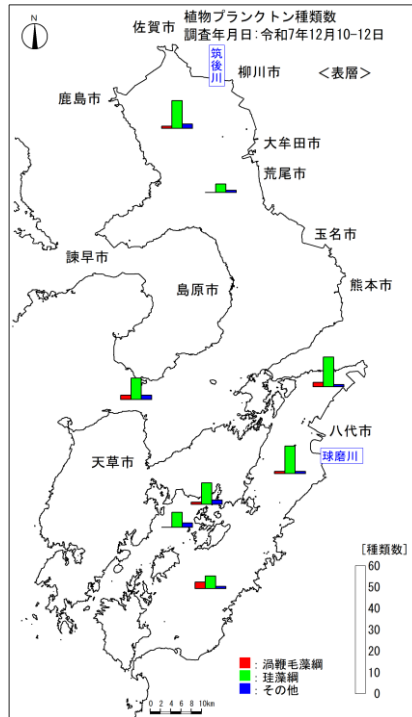 植物プランクトン種類数
調査年月日:令和7年12月10-12日
<表層>
N
佐賀市
筑後川
柳川市
鹿島市
大牟田市
荒尾市
玉名市
諫早市
島原市
熊本市
八代市
球磨川
天草市
[種類数]
60
50
40
30
20
10
0
:渦鞭毛藻綱
:珪藻綱
:その他
0 2 4 6 8 10km